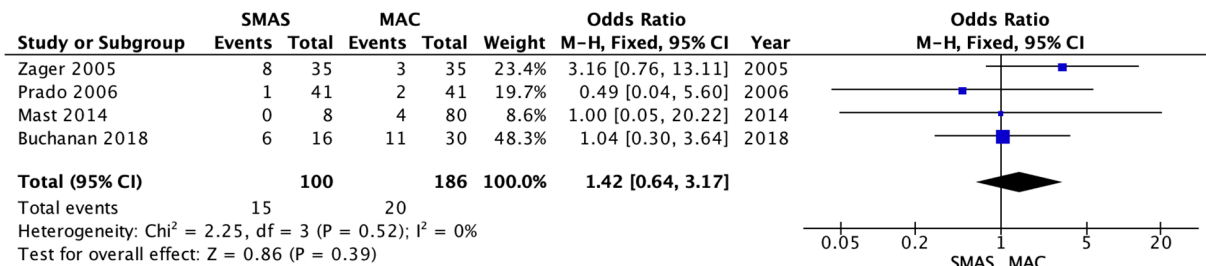 SMAS MAC Odds Ratio Odds Ratio
Study or Subgroup Events Total Events Total Weight M-H, Fixed, 95% CI Year M-H, Fixed, 95% CI
Zager 2005 8 35 3 35 23.4% 3.16 [0.76, 13.11] 2005
Prado 2006 1 41 2 41 19.7% 0.49 [0.04, 5.60] 2006
Mast 2014 0 8 4 80 8.6% 1.00 [0.05, 20.22] 2014
Buchanan 2018 6 16 11 30 48.3% 1.04 [0.30, 3.64] 2018
Total (95% CI) 100 186 100.0% 1.42 [0.64, 3.17]
Total events 15 20
Heterogeneity: Chi² = 2.25, df = 3 (P = 0.52); I² = 0%
Test for overall effect: Z = 0.86 (P = 0.39)
0.05 0.2 1 5 20
SMAS MAC